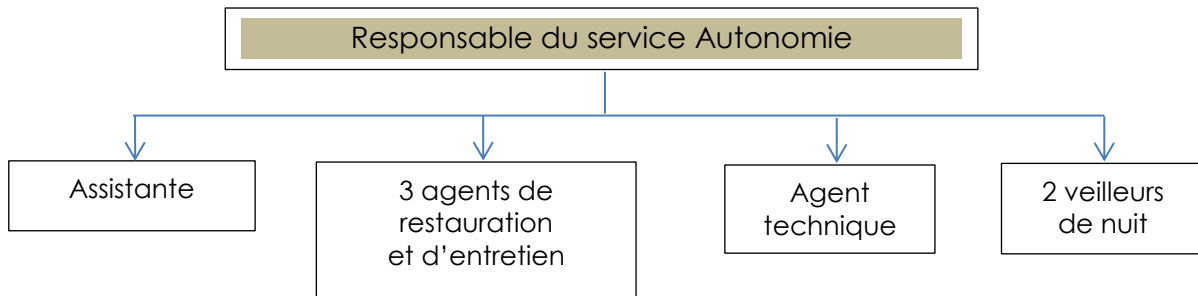 Responsable du service Autonomie
Assistante
3 agents de
restauration
et d’entretien
Agent
technique
2 veilleurs
de nuit